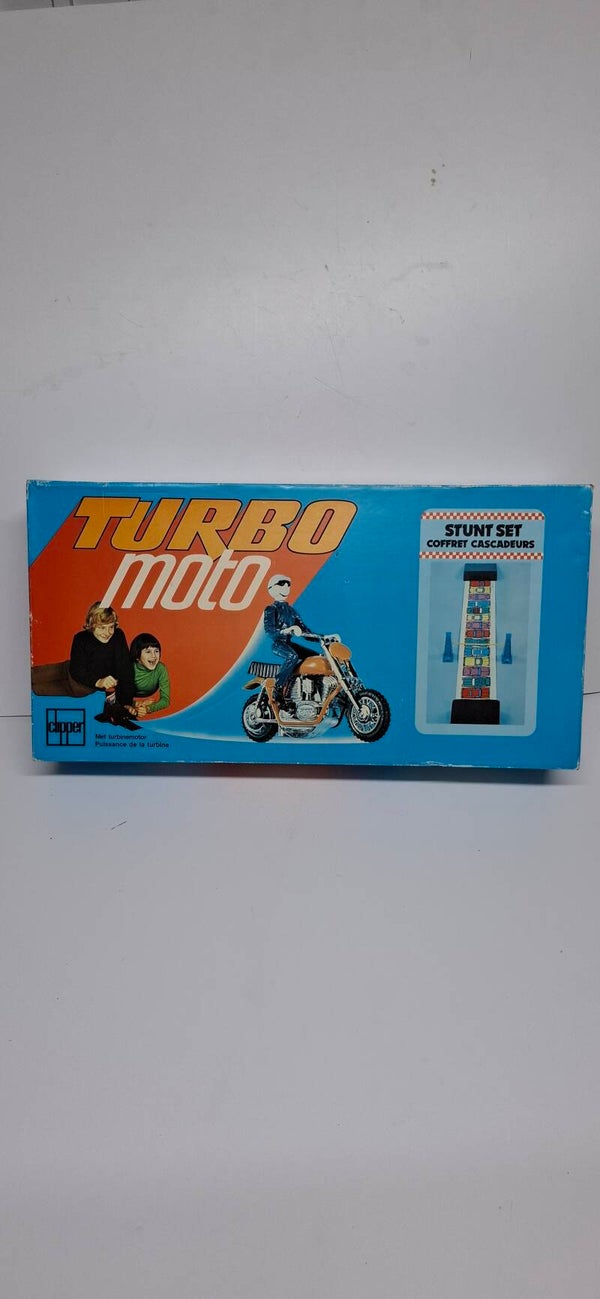 TURBO
moto
STUNT SET
COFFRET CASCADEURS
clipper
Met turbinemotor
Puissance de la turbine